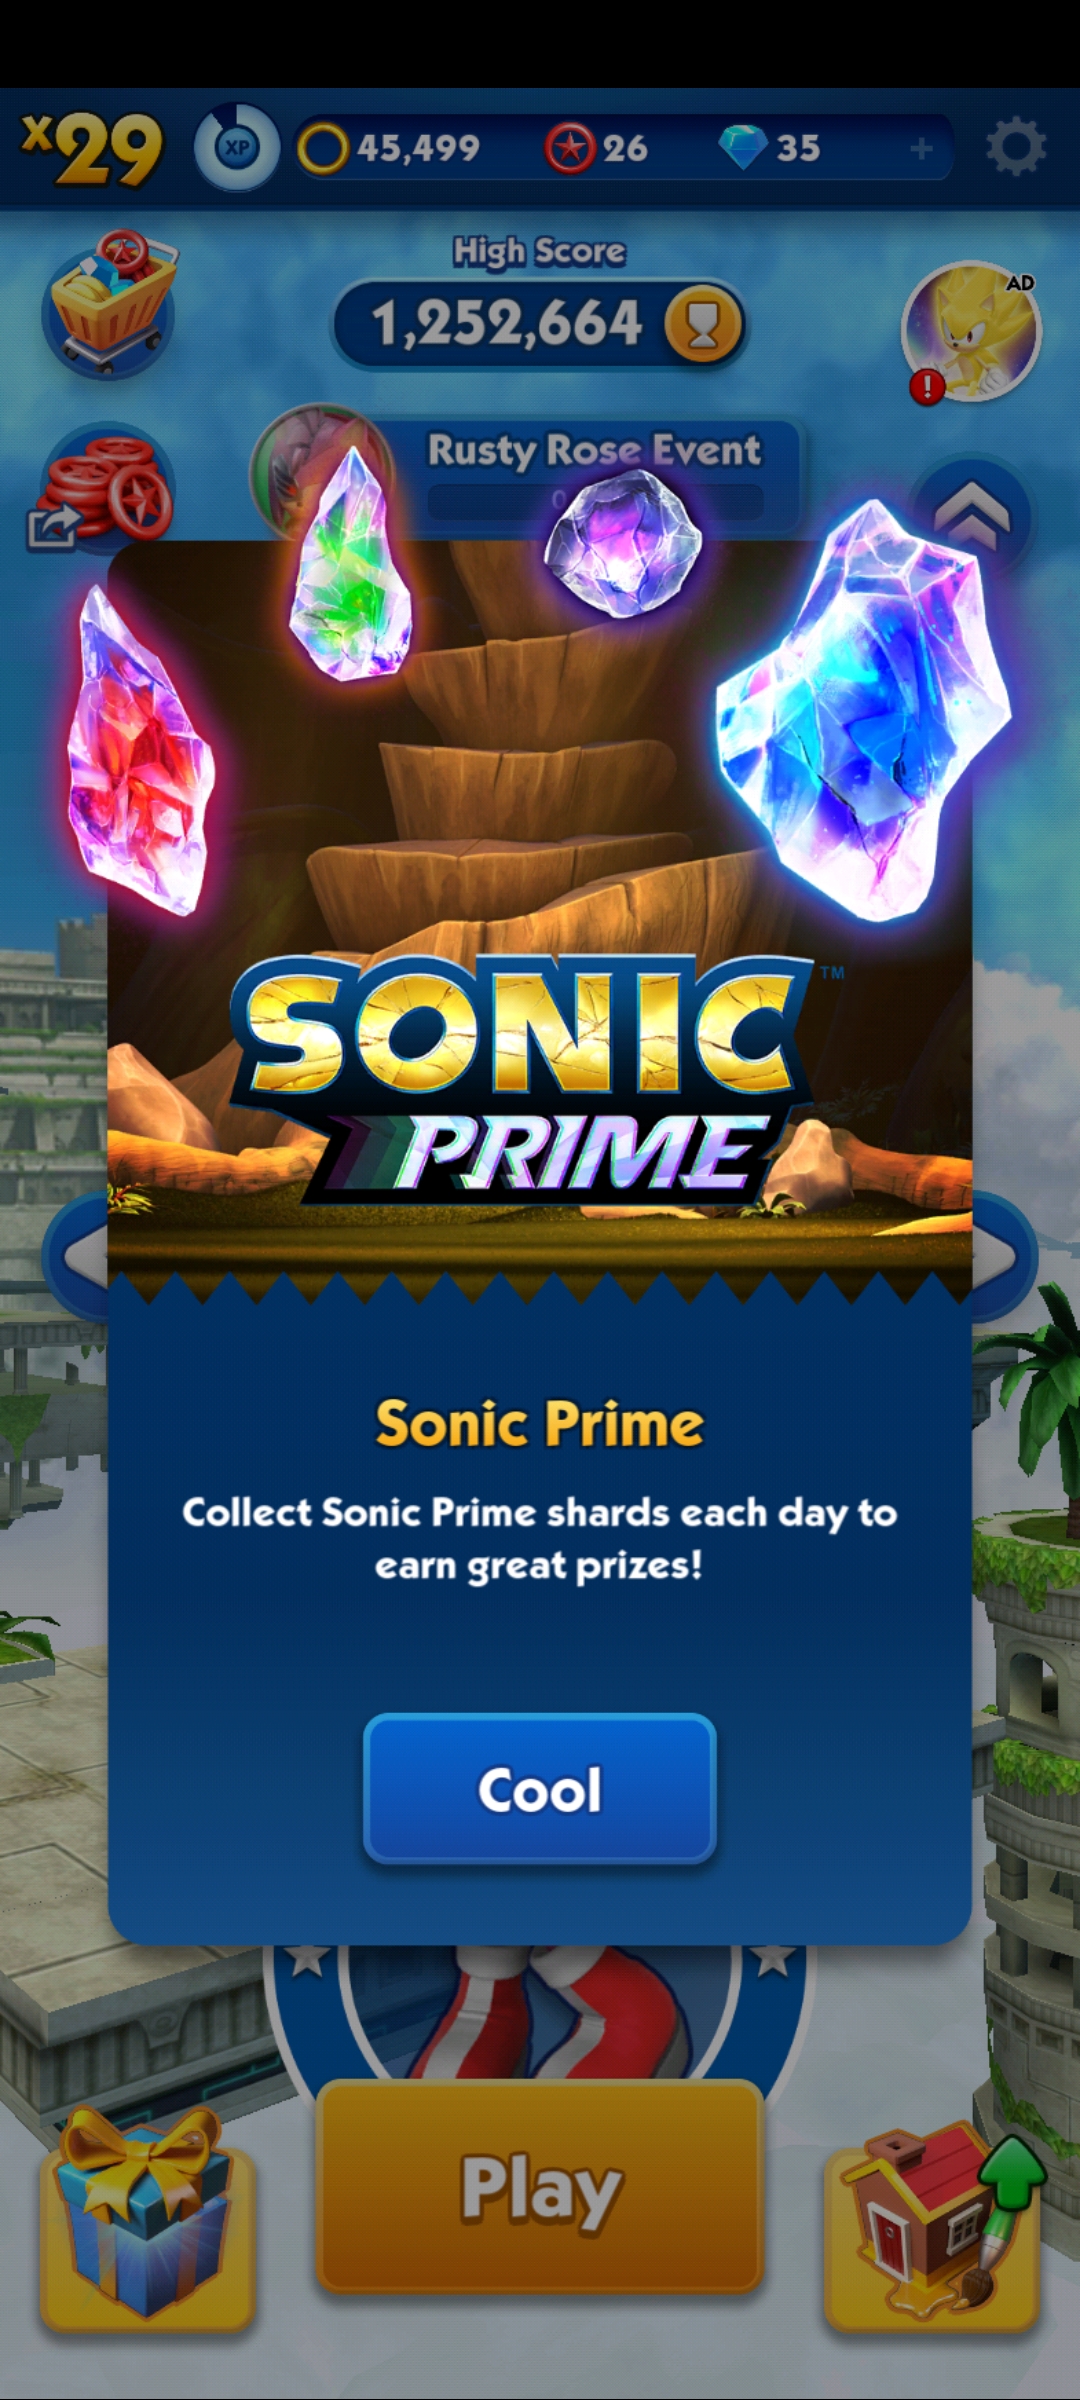 x29
XP
45,499
26
35
+
High Score
1,252,664
AD
!
Rusty Rose Event
0
SONIC™
PRIME
Sonic Prime
Collect Sonic Prime shards each day to
earn great prizes!
Cool
Play